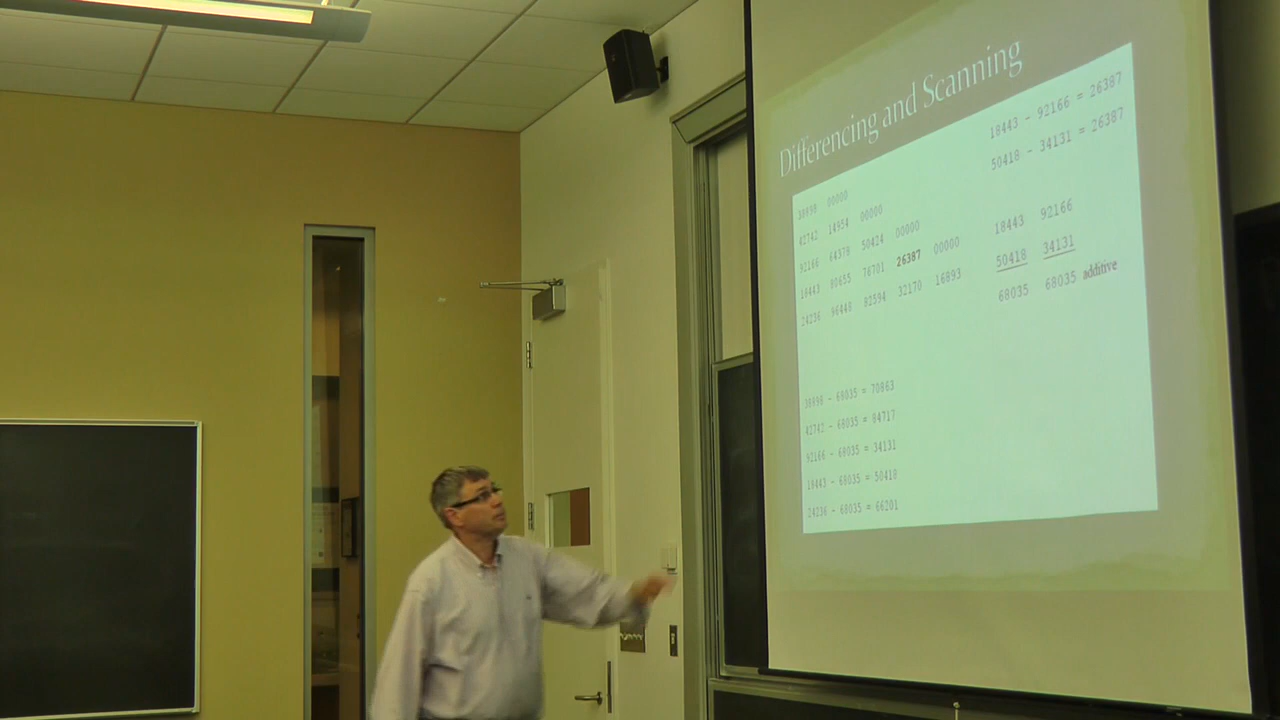 Differencing and Scanning
18443 - 92166 = 26387
50418 - 34131 = 26387
38898 00000
42742 14954 00000
92166 64378 50424 00000
18443 80655 76701 26387 00000
24236 96448 82594 32170 16893
18443 92166
50418 34131
68035 68035 additive
38898 - 68035 = 70863
42742 - 68035 = 84717
92166 - 68035 = 34131
18443 - 68035 = 50418
24236 - 68035 = 66201